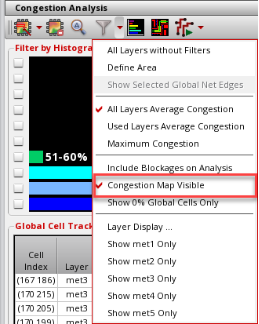 Congestion Analysis
Filter by Histogra
51-60%
All Layers without Filters
Define Area
Show Selected Global Net Edges
All Layers Average Congestion
Used Layers Average Congestion
Maximum Congestion
Include Blockages on Analysis
Congestion Map Visible
Show 0% Global Cells Only
Layer Display ...
Show met1 Only
Show met2 Only
Show met3 Only
Show met4 Only
Show met5 Only
Global Cell Track
Cell Index
Layer
(167 186) met3
(170 215) met3
(170 205) met3
(170 199) met3